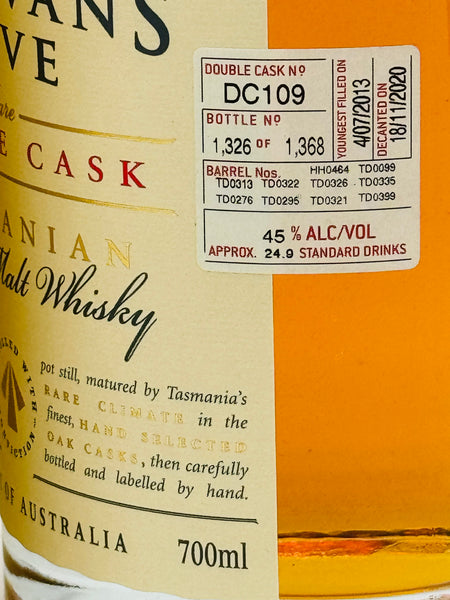 VANS
VE
are
E CASK
ANIAN
Malt Whisky
pot still, matured by Tasmania's
RARE CLIMATE in the
finest, HAND SELECTED
OAK CASKS, then carefully
bottled and labelled by hand.
OF AUSTRALIA
700ml
DOUBLE CASK Nº
DC109
BOTTLE Nº
1,326 OF 1,368
YOUNGEST FILLED ON
4/07/2013
DECANTED ON
18/11/2020
BARREL Nos. HH0464 TD0099
TD0313 TD0322 TD0326 TD0335
TD0276 TD0295 TD0321 TD0399
45 % ALC/VOL
APPROX. 24.9 STANDARD DRINKS